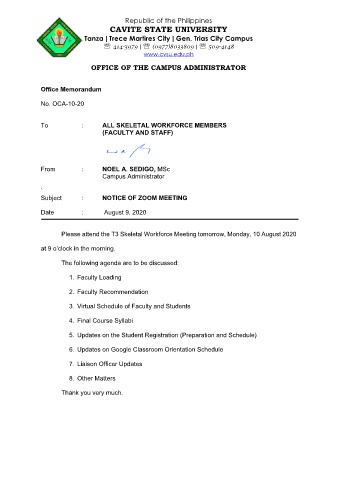 Republic of the Philippines
CAVITE STATE UNIVERSITY
Tanza | Trece Martires City | Gen. Trias City Campus
☏ 414-3979 | ☏ (0977)8033809 | ☏ 509-4148
www.cvsu.edu.ph
OFFICE OF THE CAMPUS ADMINISTRATOR
Office Memorandum
No. OCA-10-20
To : ALL SKELETAL WORKFORCE MEMBERS
(FACULTY AND STAFF)
From : NOEL A. SEDIGO, MSc
Campus Administrator
.
Subject : NOTICE OF ZOOM MEETING
Date : August 9, 2020
Please attend the T3 Skeletal Workforce Meeting tomorrow, Monday, 10 August 2020
at 9 o'clock in the morning.
The following agenda are to be discussed:
1. Faculty Loading
2. Faculty Recommendation
3. Virtual Schedule of Faculty and Students
4. Final Course Syllabi
5. Updates on the Student Registration (Preparation and Schedule)
6. Updates on Google Classroom Orientation Schedule
7. Liaison Officer Updates
8. Other Matters
Thank you very much.